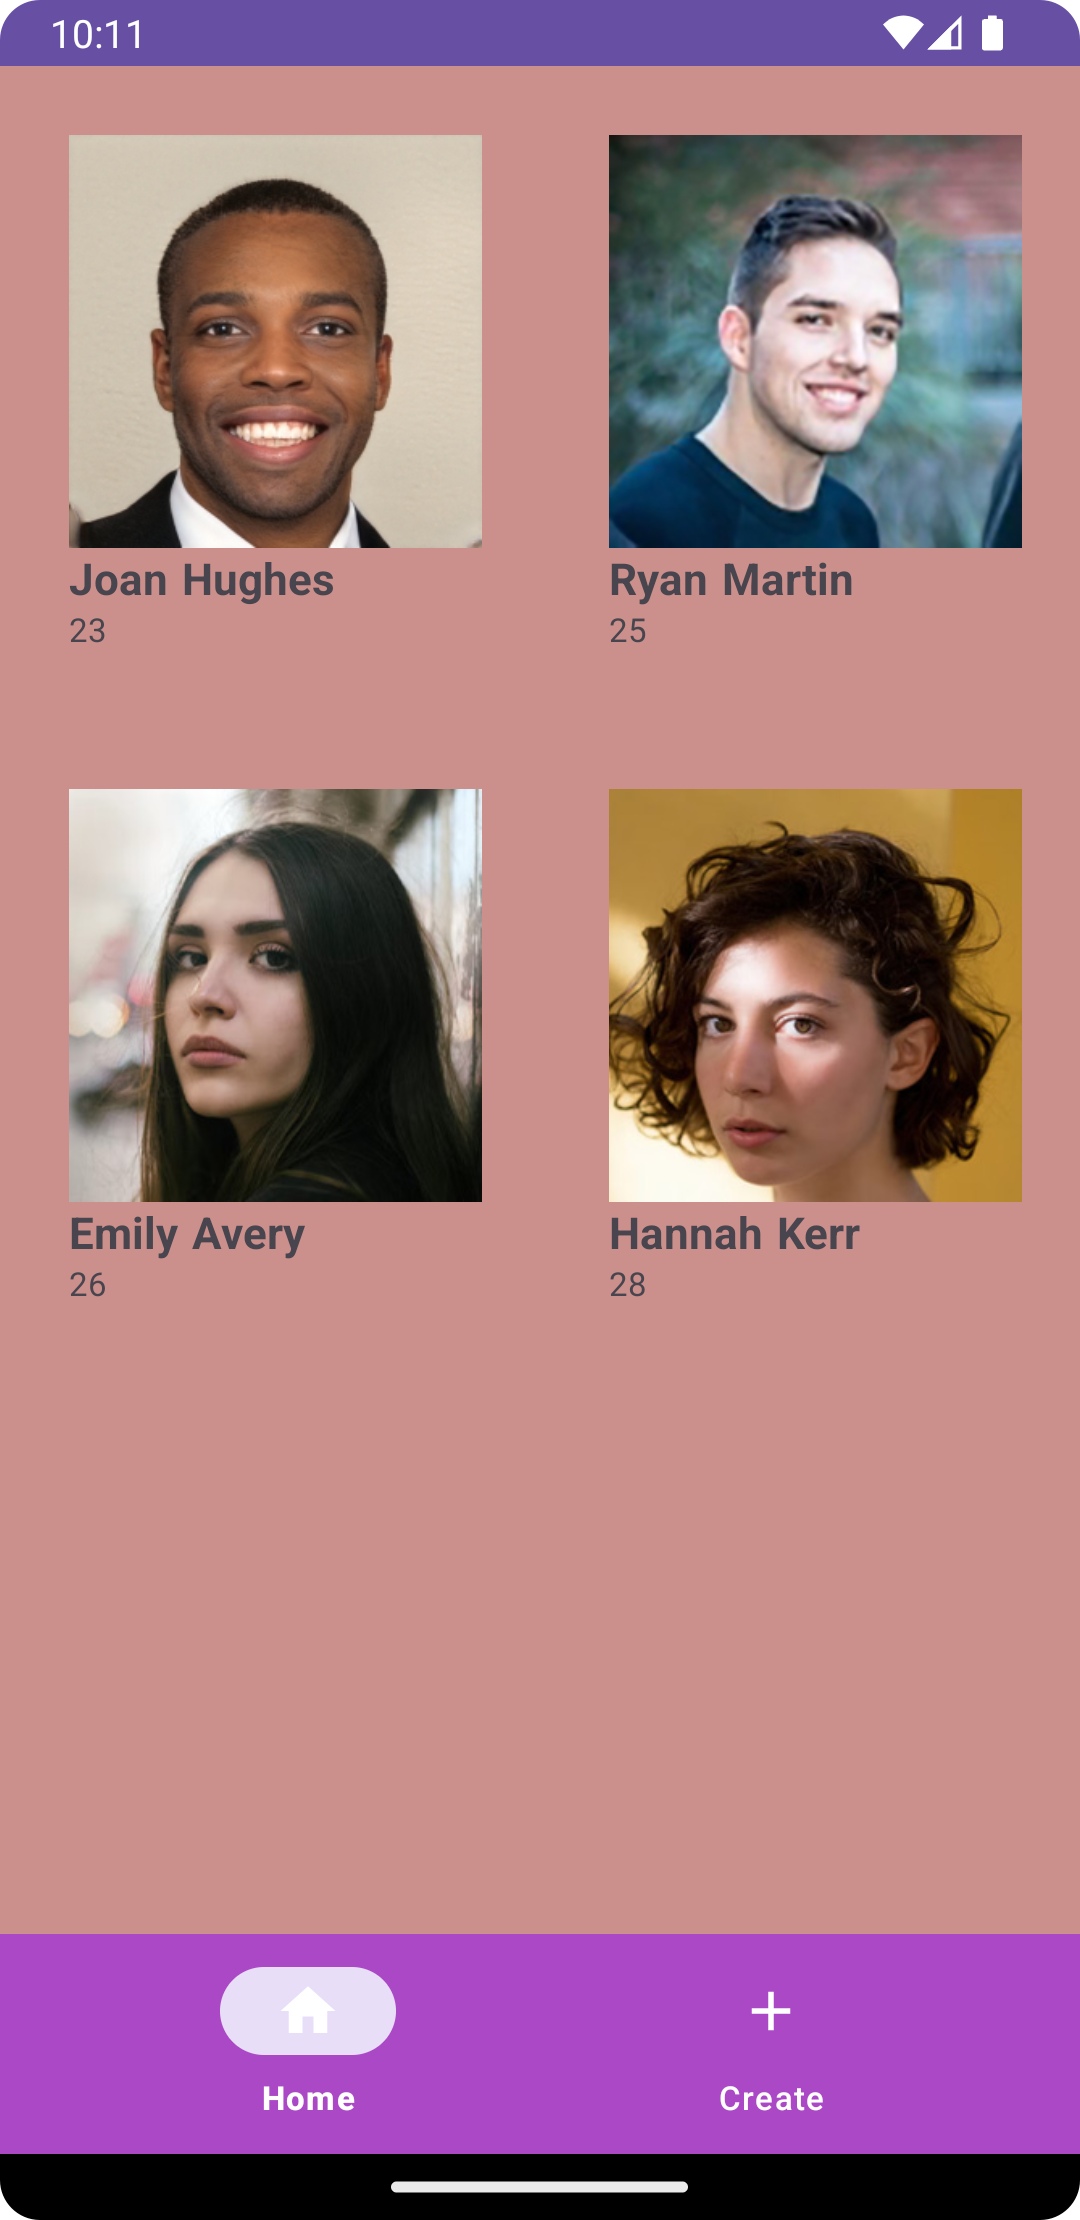 10:11
Joan Hughes
23
Ryan Martin
25
Emily Avery
26
Hannah Kerr
28
Home
Create